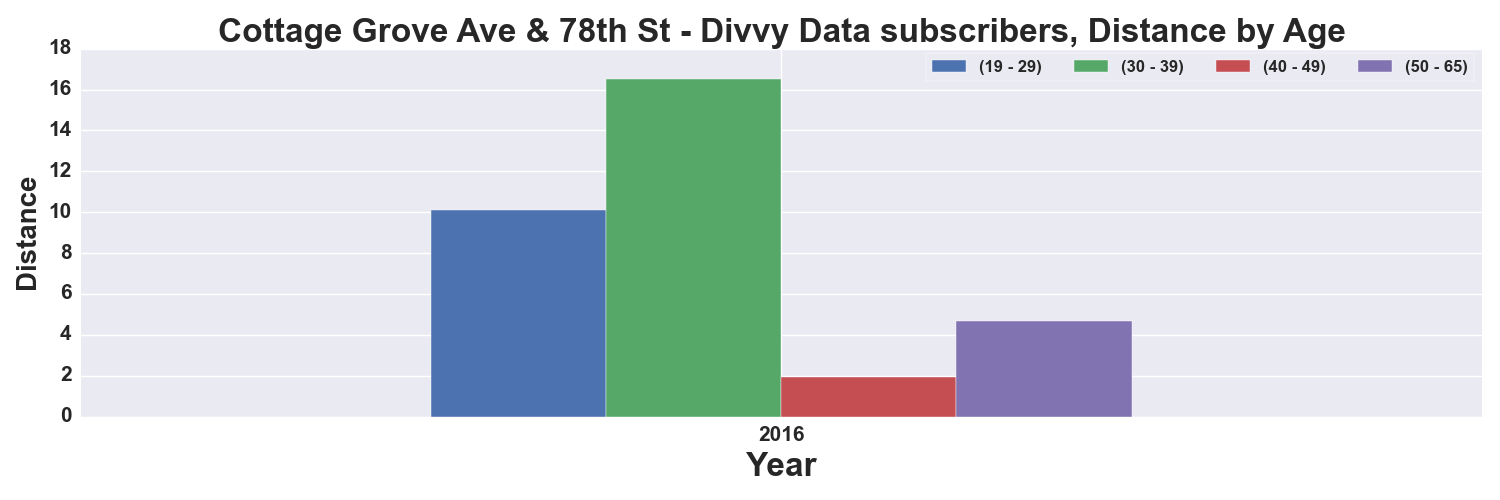 Cottage Grove Ave & 78th St - Divvy Data subscribers, Distance by Age
(19 - 29) (30 - 39) (40 - 49) (50 - 65)
18
16
14
12
10
8
6
4
2
0
Distance
2016
Year